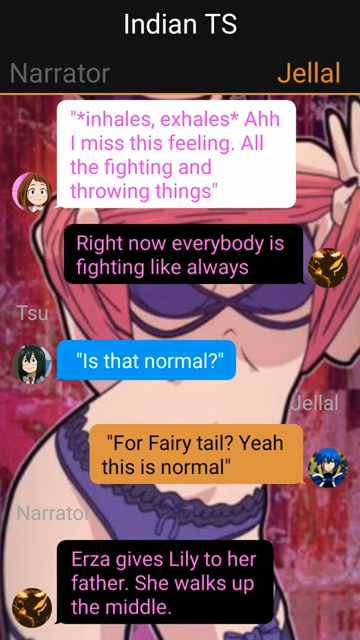 Indian TS
Narrator
Jellal
"*inhales, exhales* Ahh
I miss this feeling. All
the fighting and
throwing things"
Right now everybody is
fighting like always
Tsu
"Is that normal?"
Jellal
"For Fairy tail? Yeah
this is normal"
Narrator
Erza gives Lily to her
father. She walks up
the middle.